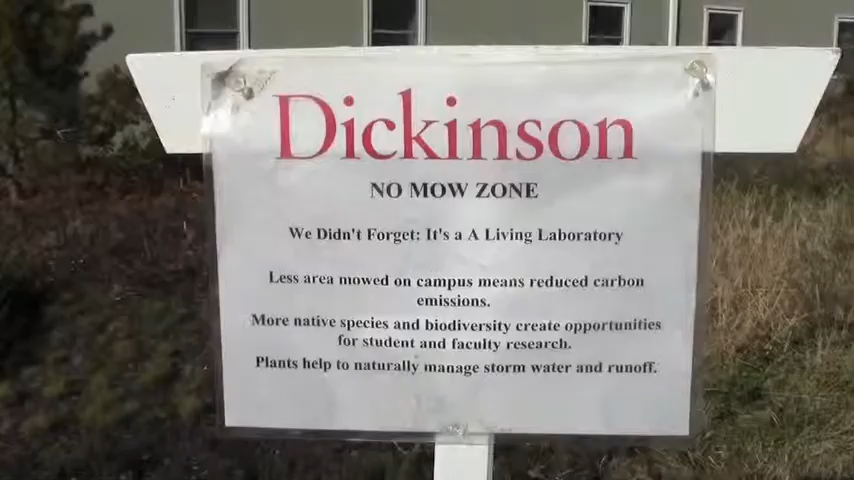 Dickinson
NO MOW ZONE
We Didn't Forget: It's a A Living Laboratory
Less area mowed on campus means reduced carbon
emissions.
More native species and biodiversity create opportunities
for student and faculty research.
Plants help to naturally manage storm water and runoff.